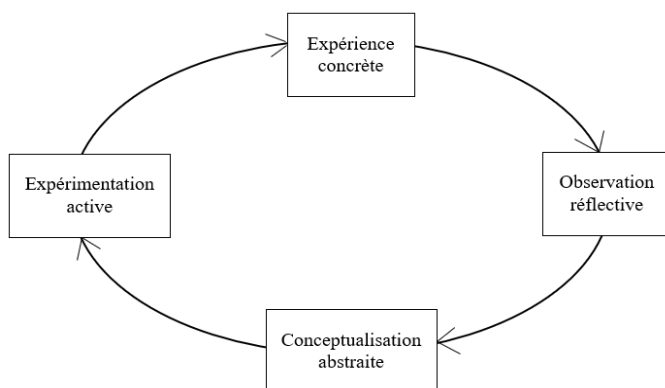 Expérience
concrète
Expérimentation
active
Observation
réflective
Conceptualisation
abstraite